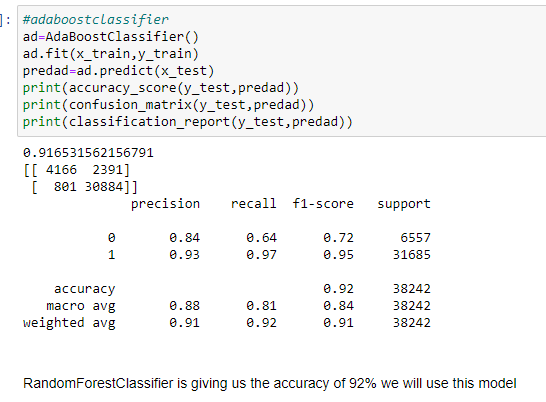 ]: #adaboostclassifier
ad=AdaBoostClassifier()
ad.fit(x_train,y_train)
predad=ad.predict(x_test)
print(accuracy_score(y_test,predad))
print(confusion_matrix(y_test,predad))
print(classification_report(y_test,predad))
0.916531562156791
[[ 4166 2391]
[ 801 30884]]
precision recall f1-score support
0 0.84 0.64 0.72 6557
1 0.93 0.97 0.95 31685
accuracy 0.92 38242
macro avg 0.88 0.81 0.84 38242
weighted avg 0.91 0.92 0.91 38242
RandomForestClassifier is giving us the accuracy of 92% we will use this model